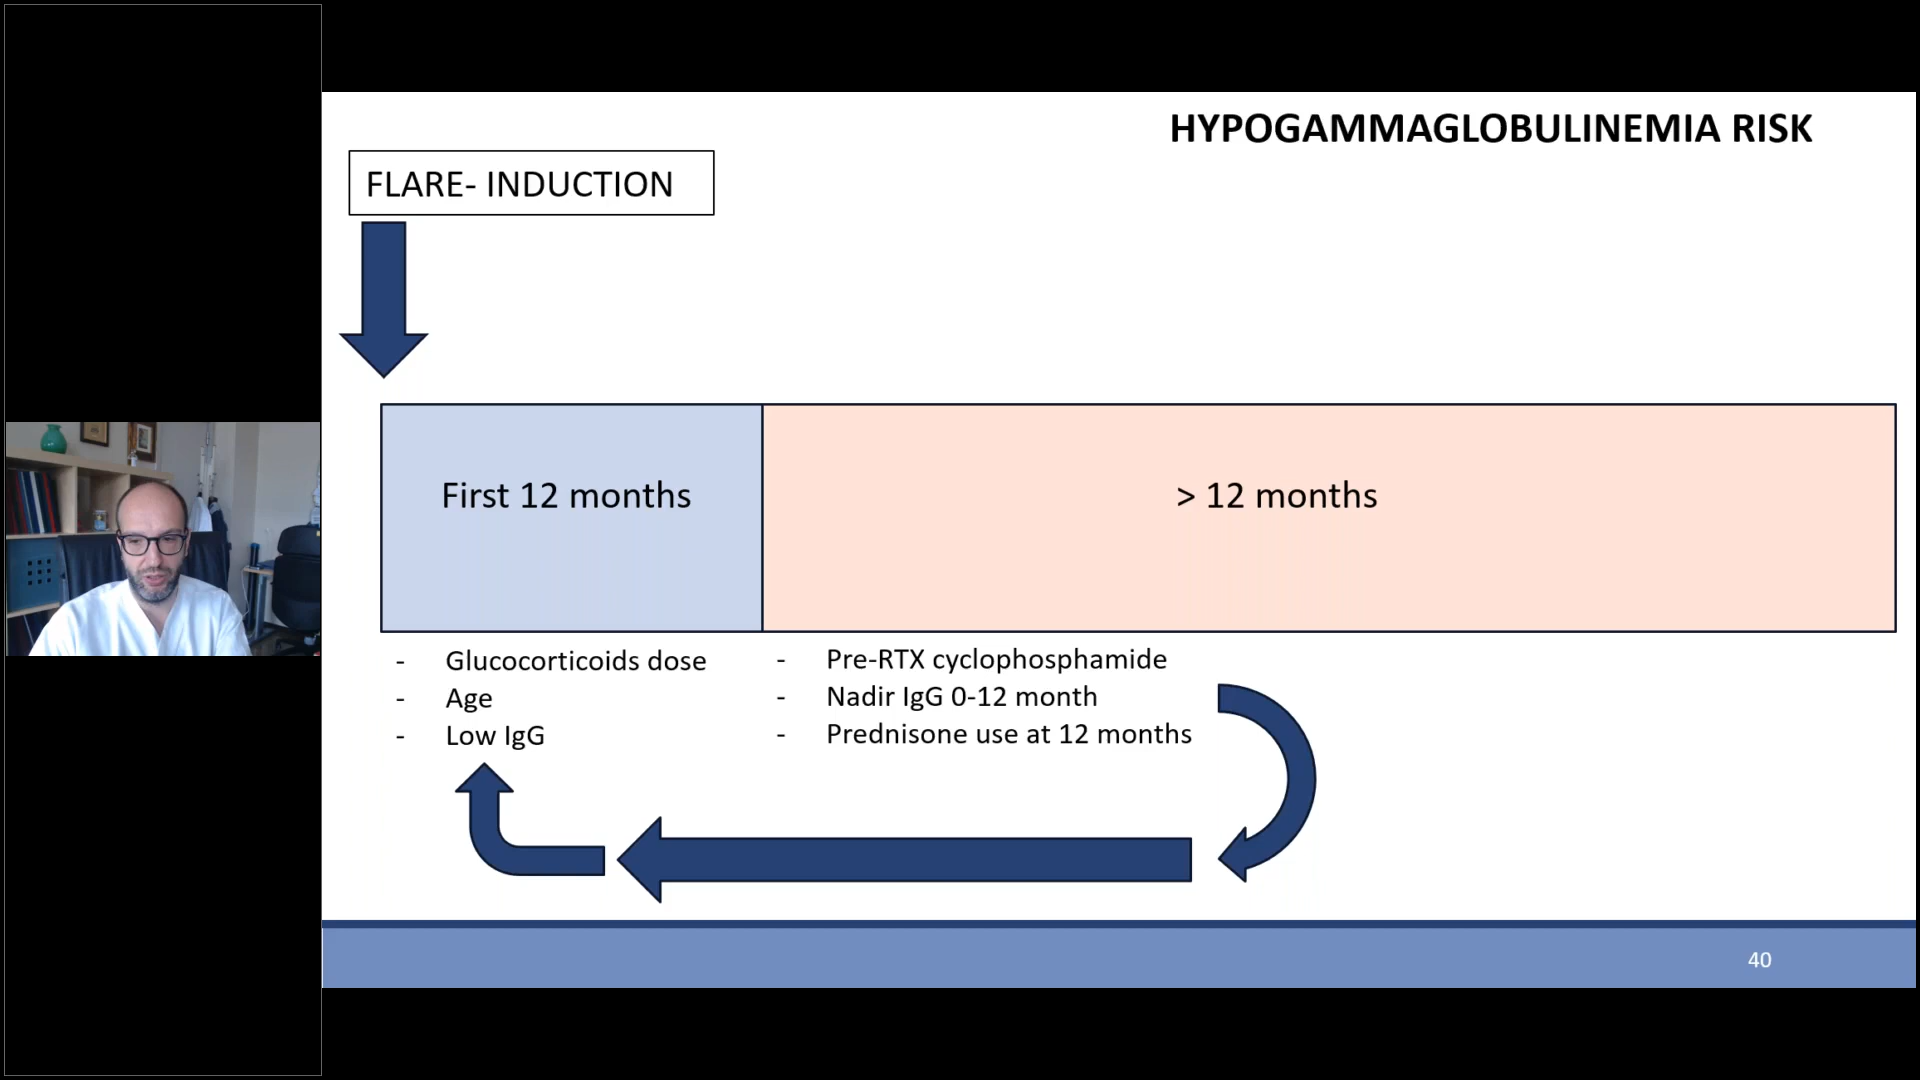 HYPOGAMMAGLOBULINEMIA RISK
FLARE- INDUCTION
First 12 months
> 12 months
- Glucocorticoids dose
- Age
- Low IgG
- Pre-RTX cyclophosphamide
- Nadir IgG 0-12 month
- Prednisone use at 12 months
40